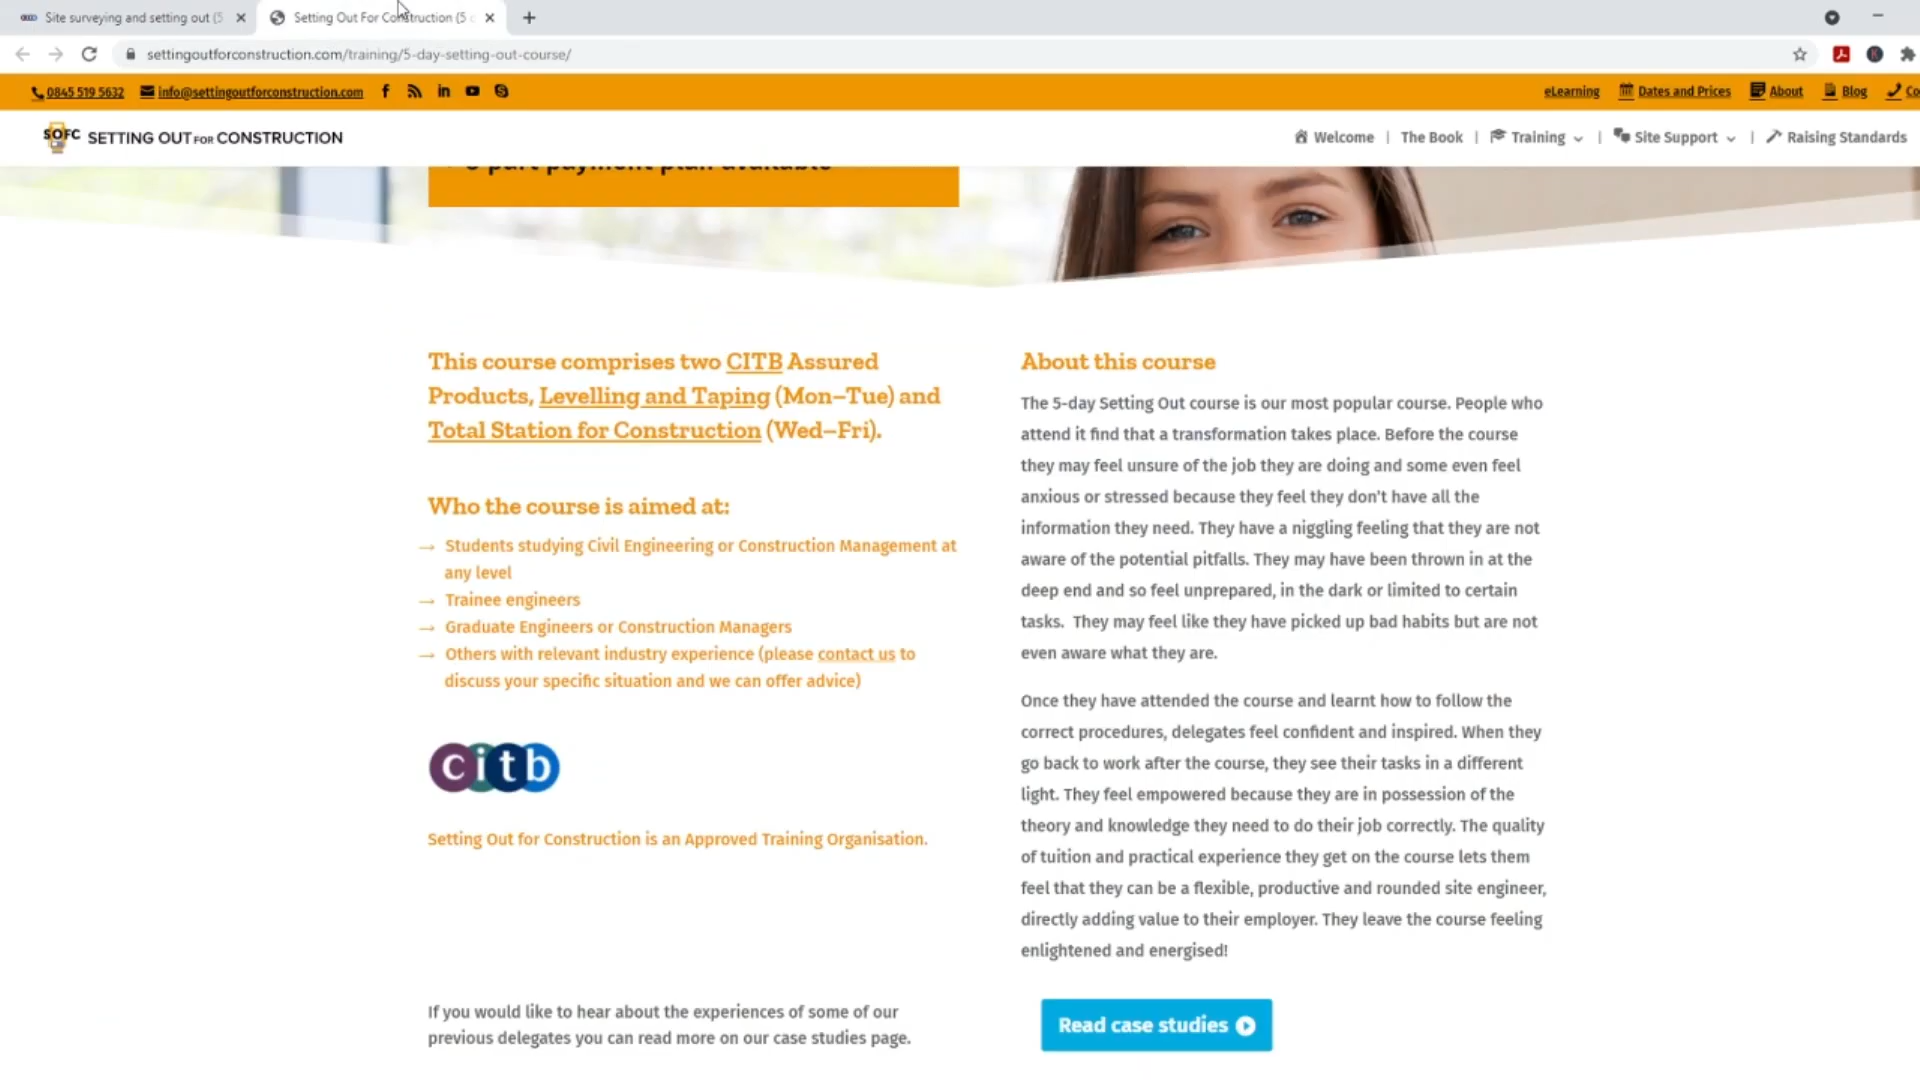 Site surveying and setting out (5
Setting Out For Construction (5
settingoutforconstruction.com/training/5-day-setting-out-course/
0845 519 5632 info@settingoutforconstruction.com
eLearning Dates and Prices About Blog Co
SOFC SETTING OUT FOR CONSTRUCTION
Welcome | The Book | Training | Site Support | Raising Standards
This course comprises two CITB Assured
Products, Levelling and Taping (Mon–Tue) and
Total Station for Construction (Wed–Fri).
Who the course is aimed at:
→ Students studying Civil Engineering or Construction Management at
any level
→ Trainee engineers
→ Graduate Engineers or Construction Managers
→ Others with relevant industry experience (please contact us to
discuss your specific situation and we can offer advice)
citb
Setting Out for Construction is an Approved Training Organisation.
If you would like to hear about the experiences of some of our
previous delegates you can read more on our case studies page.
About this course
The 5-day Setting Out course is our most popular course. People who
attend it find that a transformation takes place. Before the course
they may feel unsure of the job they are doing and some even feel
anxious or stressed because they feel they don't have all the
information they need. They have a niggling feeling that they are not
aware of the potential pitfalls. They may have been thrown in at the
deep end and so feel unprepared, in the dark or limited to certain
tasks. They may feel like they have picked up bad habits but are not
even aware what they are.
Once they have attended the course and learnt how to follow the
correct procedures, delegates feel confident and inspired. When they
go back to work after the course, they see their tasks in a different
light. They feel empowered because they are in possession of the
theory and knowledge they need to do their job correctly. The quality
of tuition and practical experience they get on the course lets them
feel that they can be a flexible, productive and rounded site engineer,
directly adding value to their employer. They leave the course feeling
enlightened and energised!
Read case studies